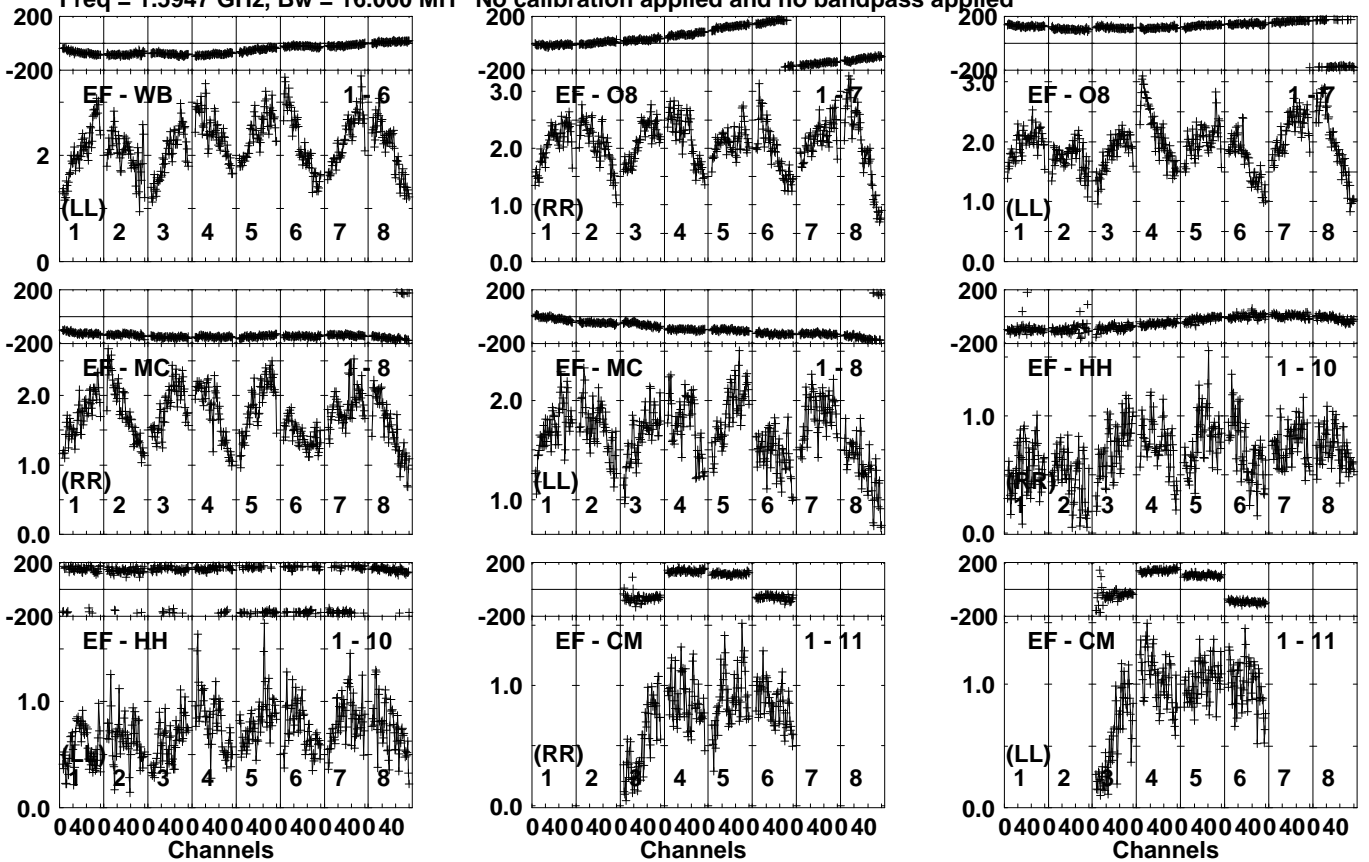 Freq = 1.5947 GHz, Bw = 16.000 MH No calibration applied and no bandpass applied
200 200 200
-200 -200 -200
EF - WB 1 - 6 3.0 EF - O8 1 - 7 3.0 EF - O8 1 - 7
2 2.0 2.0
(LL) 1.0 (RR) 1.0 (LL)
1 2 3 4 5 6 7 8 1 2 3 4 5 6 7 8 1 2 3 4 5 6 7 8
0 0.0 0.0
200 200 200
-200 -200 -200
EF - MC 1 - 8 EF - MC 1 - 8 EF - HH 1 - 10
2.0 2.0 1.0
1.0
(RR) (LL) (RR)
1 2 3 4 5 6 7 8 1.0 1 2 3 4 5 6 7 8 1 2 3 4 5 6 7 8
0.0 0.0
200 200 200
-200 -200 -200
EF - HH 1 - 10 EF - CM 1 - 11 EF - CM 1 - 11
1.0 1.0 1.0
(LL) (RR) (LL)
1 2 3 4 5 6 7 8 1 2 3 4 5 6 7 8 1 2 3 4 5 6 7 8
0.0 0.0 0.0
0 40 0 40 0 40 0 40 0 40 0 40 0 40 0 40 0 40 0 40 0 40 0 40 0 40 0 40 0 40 0 40 0 40 0 40 0 40 0 40 0 40 0 40 0 40 0 40
Channels Channels Channels